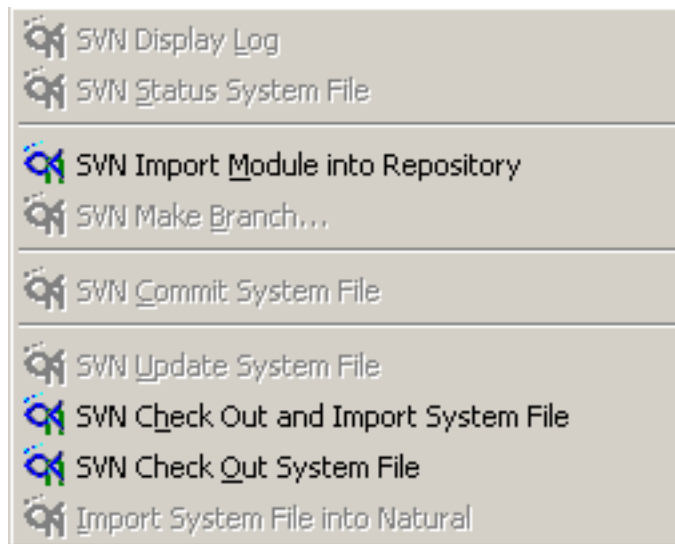 SVN Display Log
SVN Status System File
SVN Import Module into Repository
SVN Make Branch...
SVN Commit System File
SVN Update System File
SVN Check Out and Import System File
SVN Check Out System File
Import System File into Natural